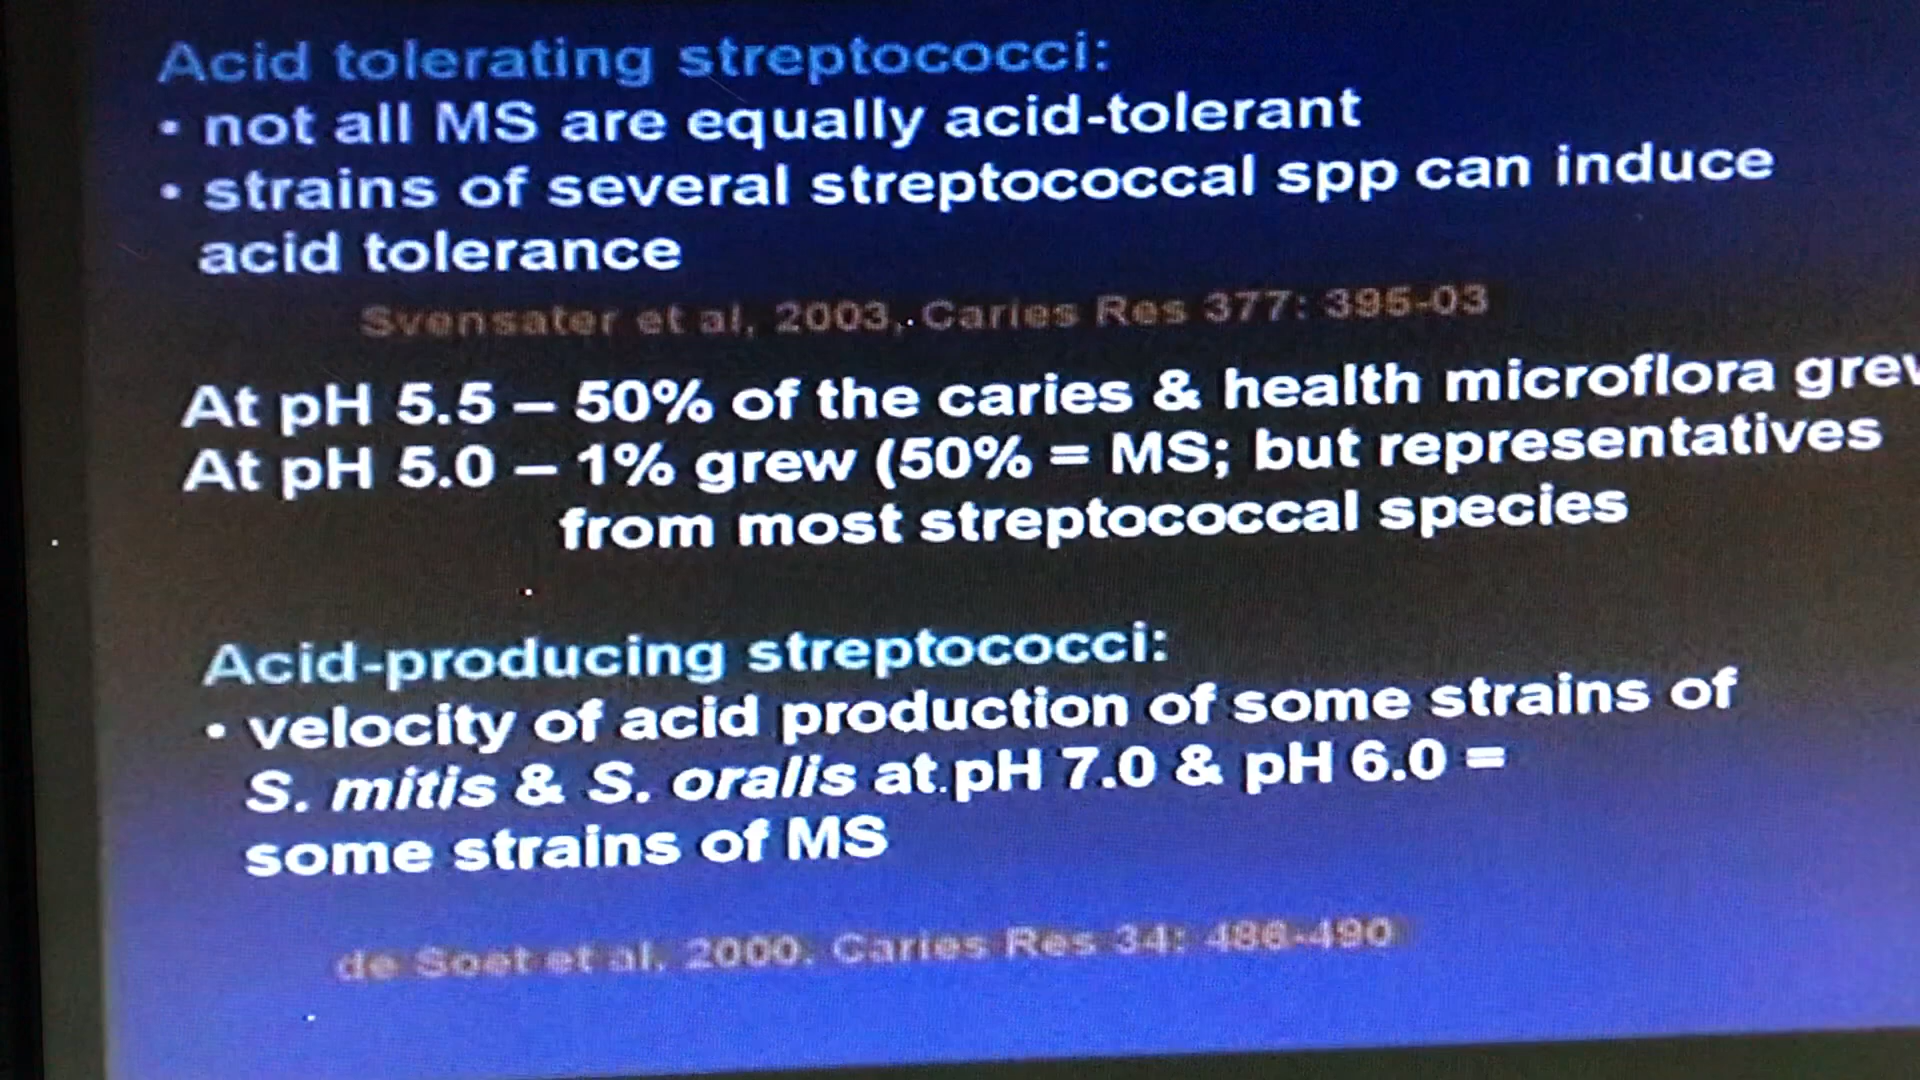 Acid tolerating streptococci:
• not all MS are equally acid-tolerant
• strains of several streptococcal spp can induce
acid tolerance
Svensater et al, 2003, Caries Res 377: 395-03
At pH 5.5 – 50% of the caries & health microflora grew
At pH 5.0 – 1% grew (50% = MS; but representatives
from most streptococcal species
Acid-producing streptococci:
• velocity of acid production of some strains of
S. mitis & S. oralis at pH 7.0 & pH 6.0 =
some strains of MS
de Soet et al, 2000. Caries Res 34: 486-490